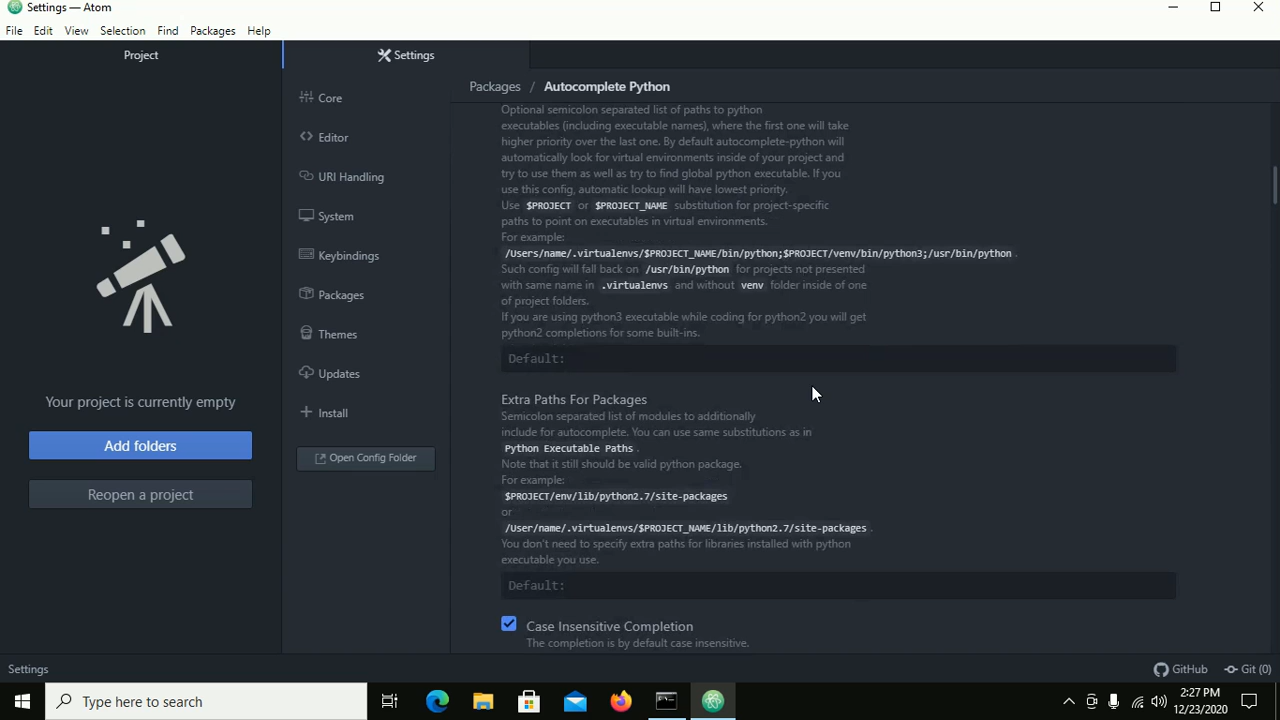 Settings — Atom
File Edit View Selection Find Packages Help
Project
Settings
Your project is currently empty
Add folders
Reopen a project
Core
Editor
URI Handling
System
Keybindings
Packages
Themes
Updates
Install
Open Config Folder
Packages / Autocomplete Python
Optional semicolon separated list of paths to python
executables (including executable names), where the first one will take
higher priority over the last one. By default autocomplete-python will
automatically look for virtual environments inside of your project and
try to use them as well as try to find global python executable. If you
use this config, automatic lookup will have lowest priority.
Use $PROJECT or $PROJECT_NAME substitution for project-specific
paths to point on executables in virtual environments.
For example:
/Users/name/.virtualenvs/$PROJECT_NAME/bin/python;$PROJECT/venv/bin/python3;/usr/bin/python .
Such config will fall back on /usr/bin/python for projects not presented
with same name in .virtualenvs and without venv folder inside of one
of project folders.
If you are using python3 executable while coding for python2 you will get
python2 completions for some built-ins.
Default:
Extra Paths For Packages
Semicolon separated list of modules to additionally
include for autocomplete. You can use same substitutions as in
Python Executable Paths .
Note that it still should be valid python package.
For example:
$PROJECT/env/lib/python2.7/site-packages
or
/User/name/.virtualenvs/$PROJECT_NAME/lib/python2.7/site-packages .
You don't need to specify extra paths for libraries installed with python
executable you use.
Default:
Case Insensitive Completion
The completion is by default case insensitive.
Settings
GitHub Git (0)
Type here to search
2:27 PM
12/23/2020